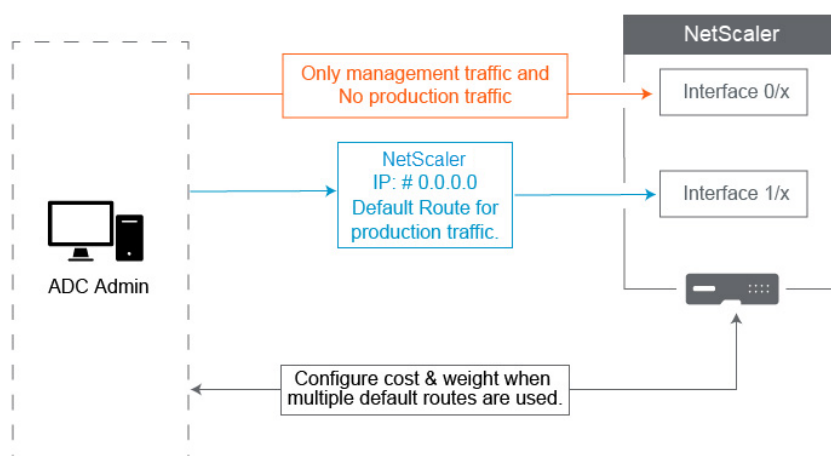 NetScaler
Only management traffic and
No production traffic
Interface 0/x
NetScaler
IP: # 0.0.0.0
Default Route for
production traffic.
Interface 1/x
ADC Admin
Configure cost & weight when
multiple default routes are used.